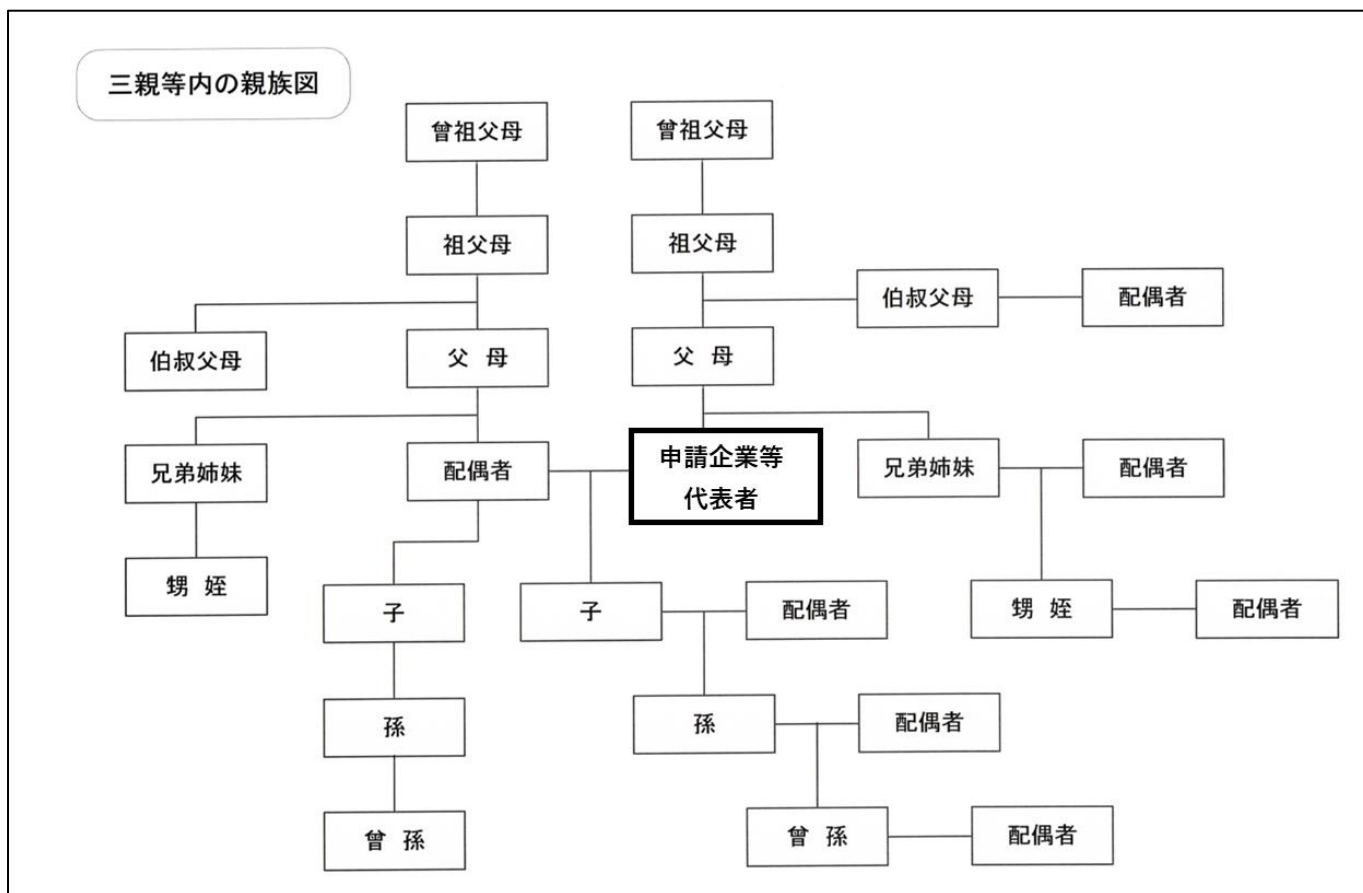 三親等内の親族図
曾祖父母
曾祖父母
祖父母
祖父母
伯叔父母
配偶者
伯叔父母
父 母
父 母
兄弟姉妹
配偶者
申請企業等
代表者
兄弟姉妹
配偶者
甥 姪
子
子
配偶者
甥 姪
配偶者
孫
孫
配偶者
曾 孫
曾 孫
配偶者